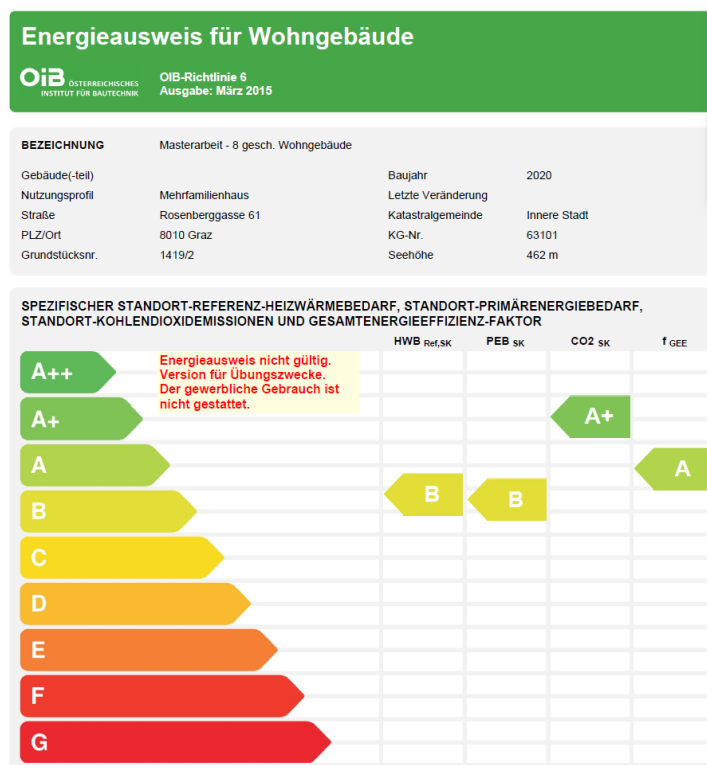 Energieausweis für Wohngebäude
OiB ÖSTERREICHISCHES
INSTITUT FÜR BAUTECHNIK
OIB-Richtlinie 6
Ausgabe: März 2015
BEZEICHNUNG Masterarbeit - 8 gesch. Wohngebäude
Gebäude(-teil) Baujahr 2020
Nutzungsprofil Mehrfamilienhaus Letzte Veränderung
Straße Rosenberggasse 61 Katastralgemeinde Innere Stadt
PLZ/Ort 8010 Graz KG-Nr. 63101
Grundstücksnr. 1419/2 Seehöhe 462 m
SPEZIFISCHER STANDORT-REFERENZ-HEIZWÄRMEBEDARF, STANDORT-PRIMÄRENERGIEBEDARF,
STANDORT-KOHLENDIOXIDEMISSIONEN UND GESAMTENERGIEEFFIZIENZ-FAKTOR
HWB Ref,SK PEB SK CO2 SK f GEE
Energieausweis nicht gültig.
Version für Übungszwecke.
Der gewerbliche Gebrauch ist
nicht gestattet.
A++
A+ A+
A A
B B B
C
D
E
F
G